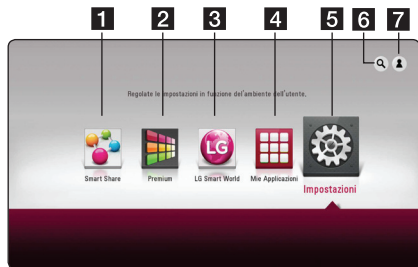 1 2 3 4 5 6 7
Regolate le impostazioni in funzione del'ambiente dell'utente.
LG
Smart Share Premium LG Smart World Mie Applicazioni Impostazioni